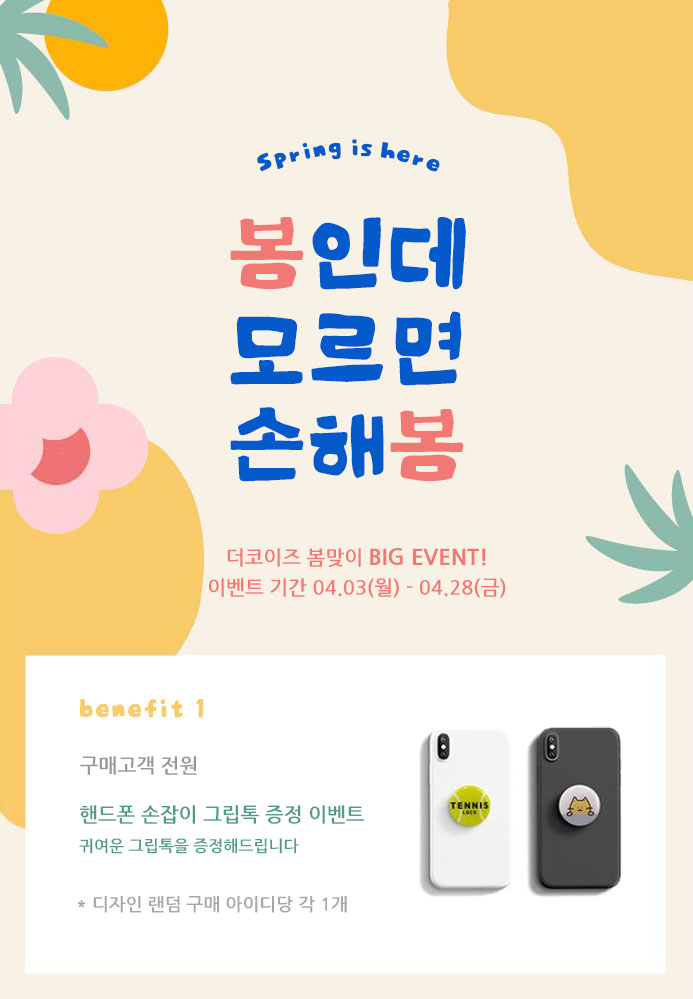 Spring is here
봄인데
모르면
손해봄
더코이즈 봄맞이 BIG EVENT!
이벤트 기간 04.03(월) - 04.28(금)
benefit 1
구매고객 전원
핸드폰 손잡이 그립톡 증정 이벤트
귀여운 그립톡을 증정해드립니다
* 디자인 랜덤 구매 아이디당 각 1개
TENNIS
LOCO